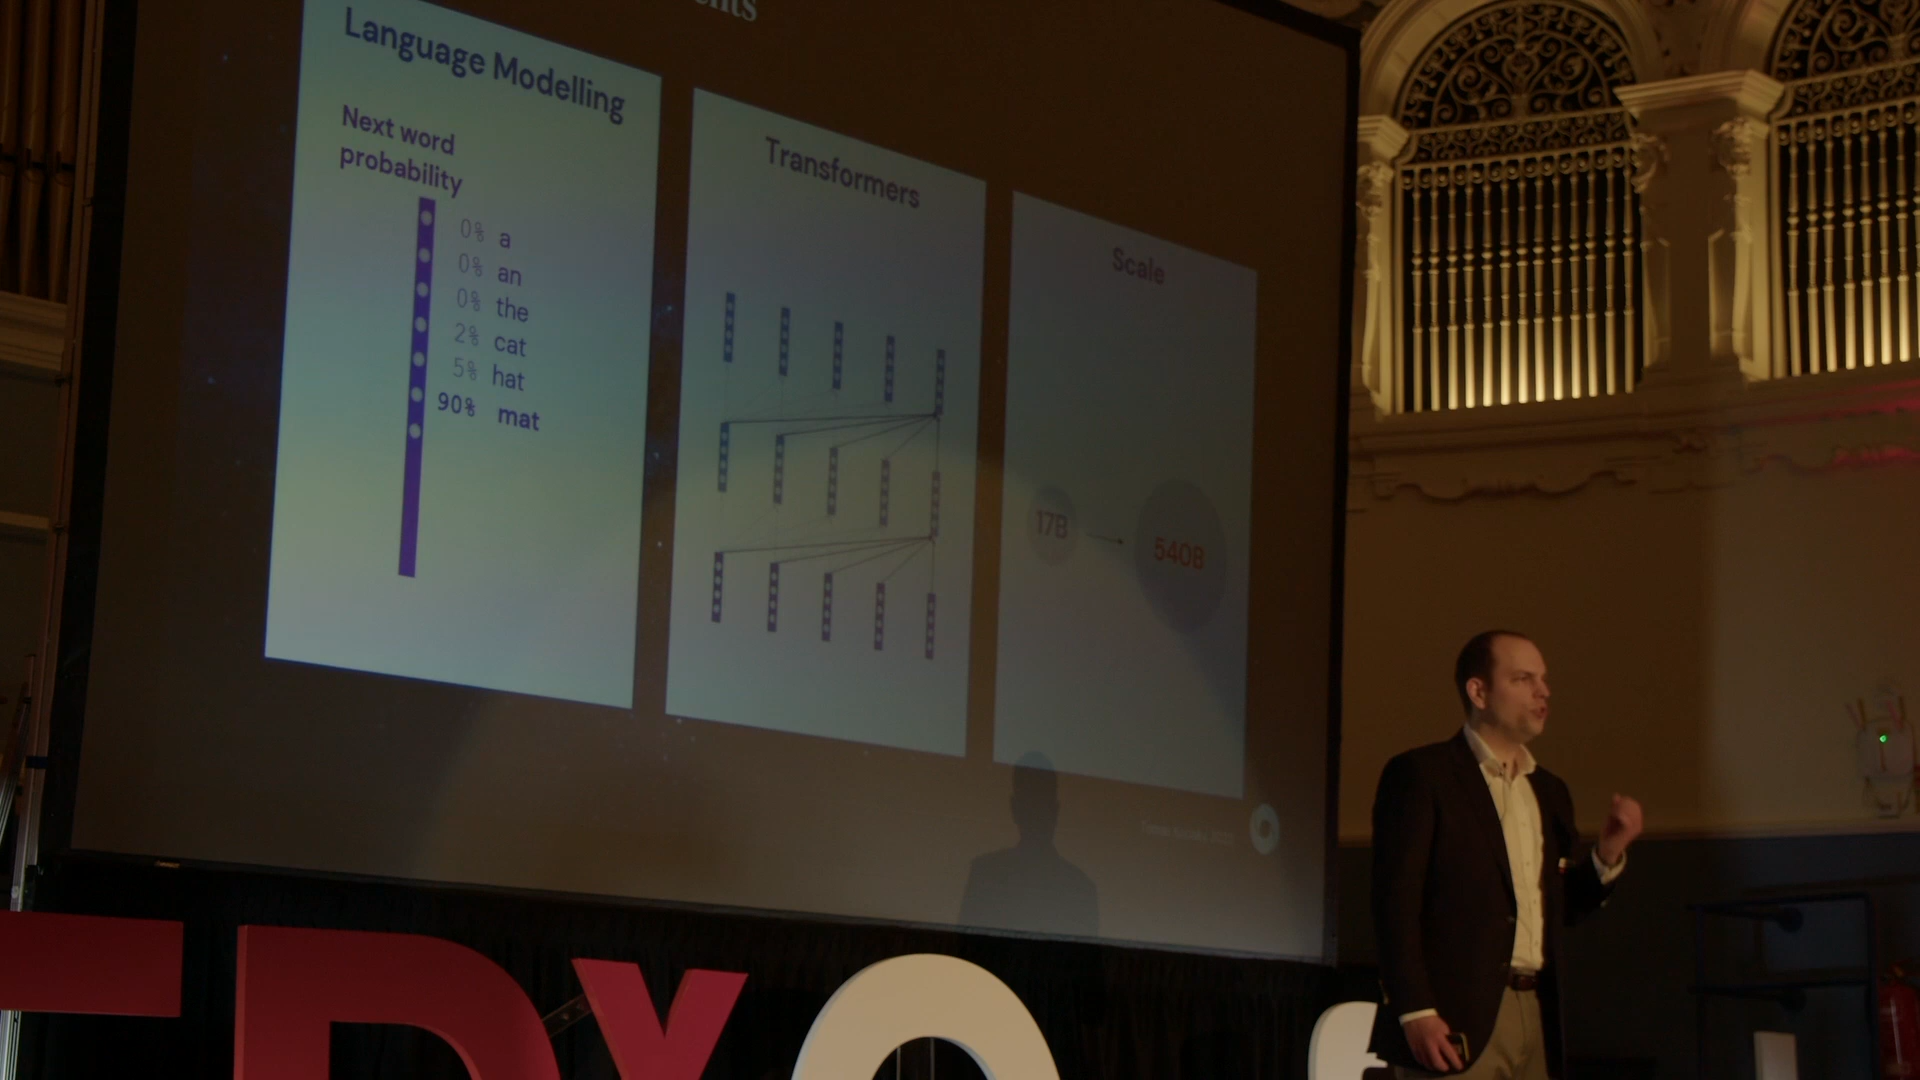 Language Modelling
Next word
probability
0% a
0% an
0% the
2% cat
5% hat
90% mat
Transformers
Scale
17B
540B